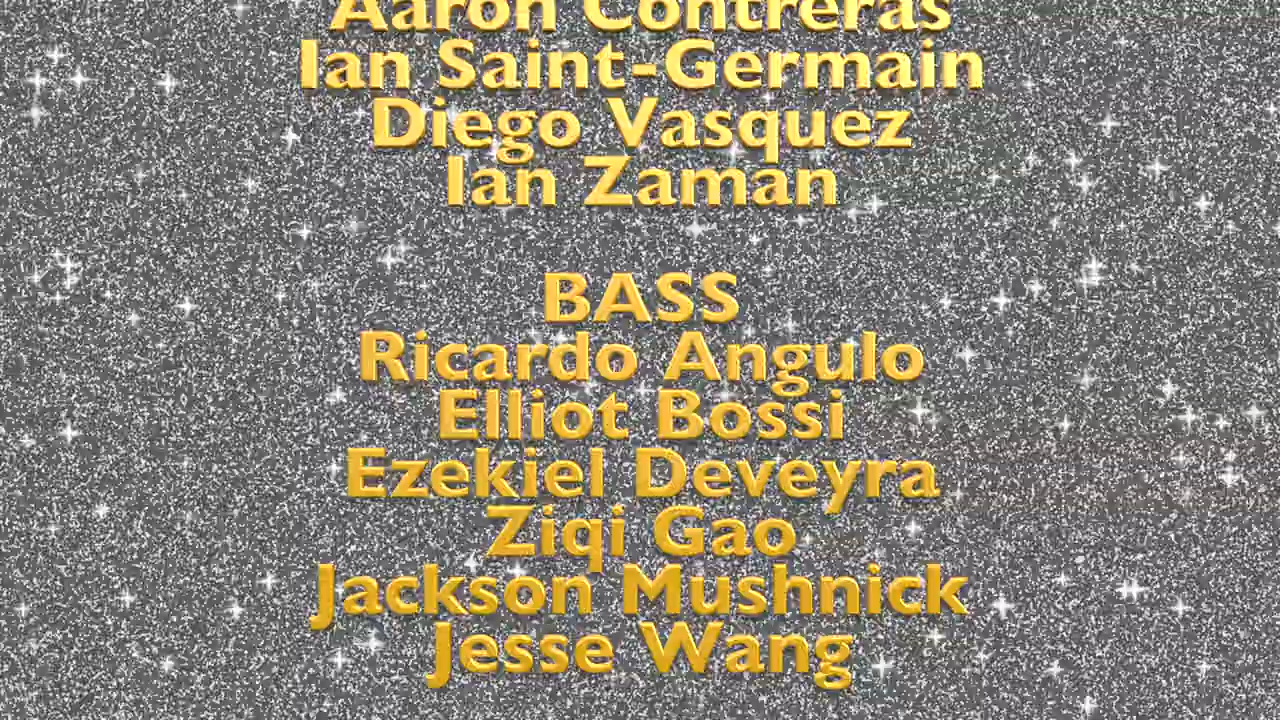 Aaron Contreras
Ian Saint-Germain
Diego Vasquez
Ian Zaman
BASS
Ricardo Angulo
Elliot Bossi
Ezekiel Deveyra
Ziqi Gao
Jackson Mushnick
Jesse Wang